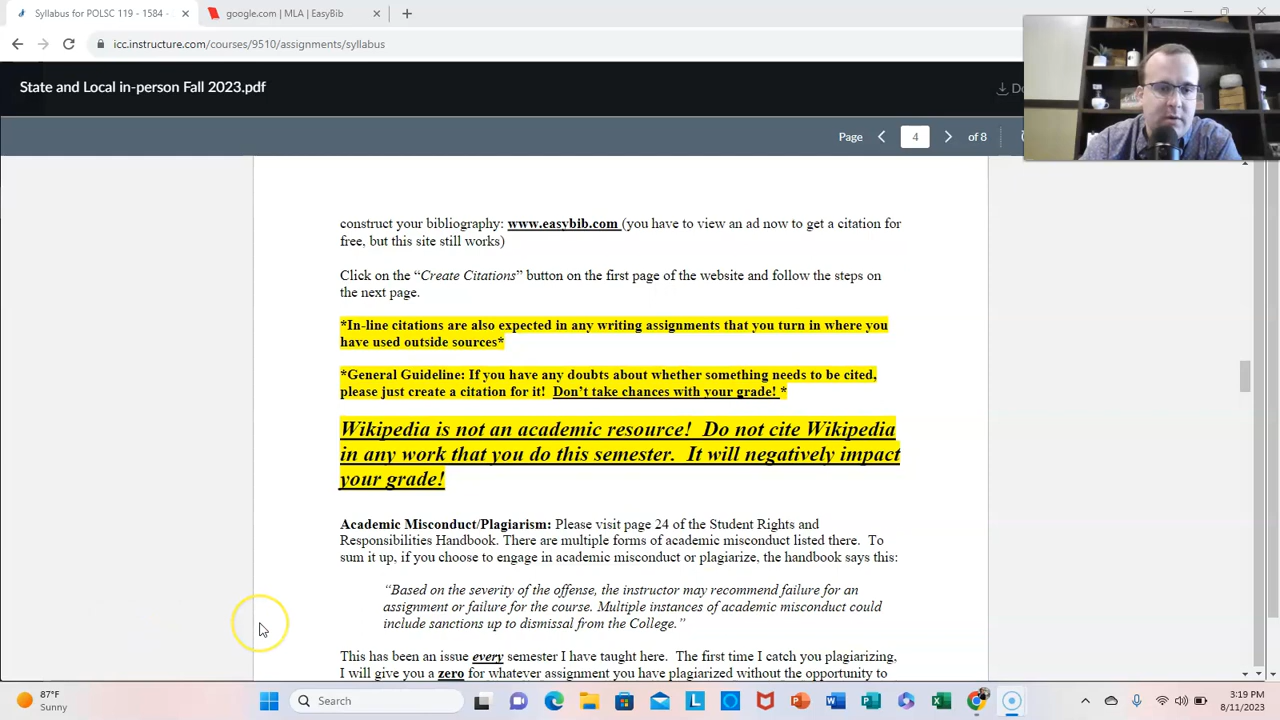 Syllabus for POLSC 119 - 1584 -
google.com | MLA | EasyBib
icc.instructure.com/courses/9510/assignments/syllabus
State and Local in-person Fall 2023.pdf
Page 4 of 8
construct your bibliography: www.easybib.com (you have to view an ad now to get a citation for
free, but this site still works)
Click on the “Create Citations” button on the first page of the website and follow the steps on
the next page.
*In-line citations are also expected in any writing assignments that you turn in where you
have used outside sources*
*General Guideline: If you have any doubts about whether something needs to be cited,
please just create a citation for it! Don’t take chances with your grade! *
Wikipedia is not an academic resource! Do not cite Wikipedia
in any work that you do this semester. It will negatively impact
your grade!
Academic Misconduct/Plagiarism: Please visit page 24 of the Student Rights and
Responsibilities Handbook. There are multiple forms of academic misconduct listed there. To
sum it up, if you choose to engage in academic misconduct or plagiarize, the handbook says this:
“Based on the severity of the offense, the instructor may recommend failure for an
assignment or failure for the course. Multiple instances of academic misconduct could
include sanctions up to dismissal from the College.”
This has been an issue every semester I have taught here. The first time I catch you plagiarizing,
I will give you a zero for whatever assignment you have plagiarized without the opportunity to
87°F
Sunny
Search
3:19 PM
8/11/2023